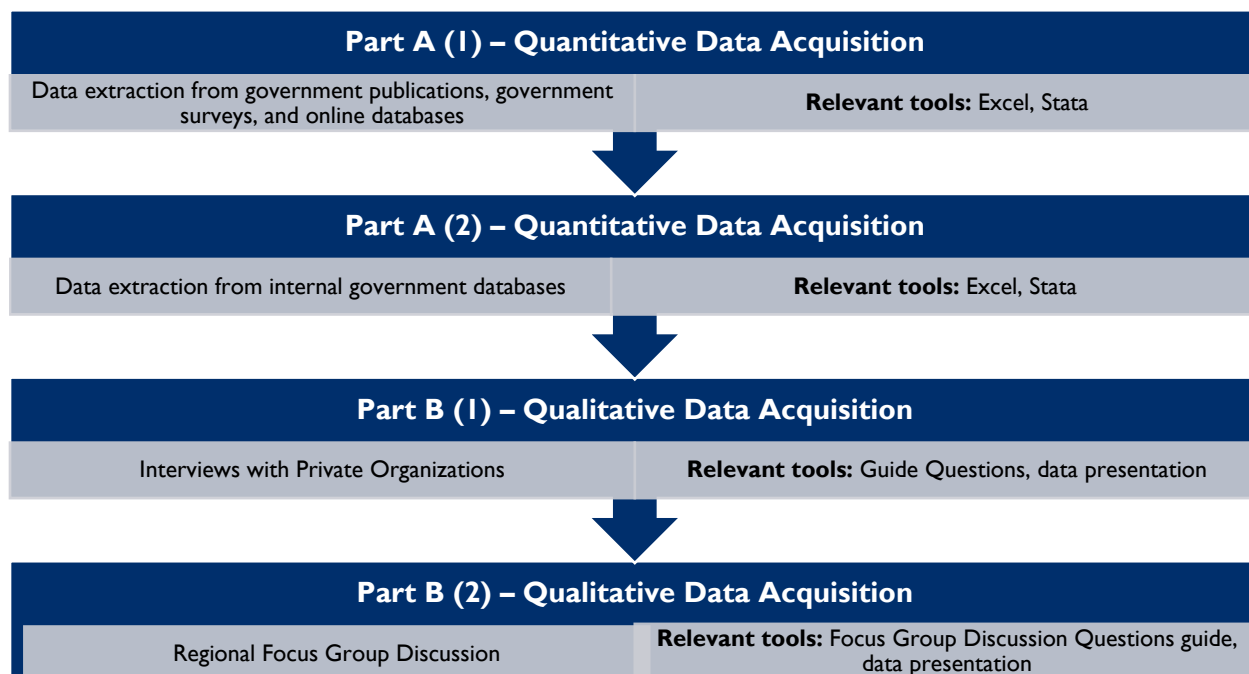 Part A (1) – Quantitative Data Acquisition
Data extraction from government publications, government
surveys, and online databases
Relevant tools: Excel, Stata
Part A (2) – Quantitative Data Acquisition
Data extraction from internal government databases
Relevant tools: Excel, Stata
Part B (1) – Qualitative Data Acquisition
Interviews with Private Organizations
Relevant tools: Guide Questions, data presentation
Part B (2) – Qualitative Data Acquisition
Regional Focus Group Discussion
Relevant tools: Focus Group Discussion Questions guide,
data presentation